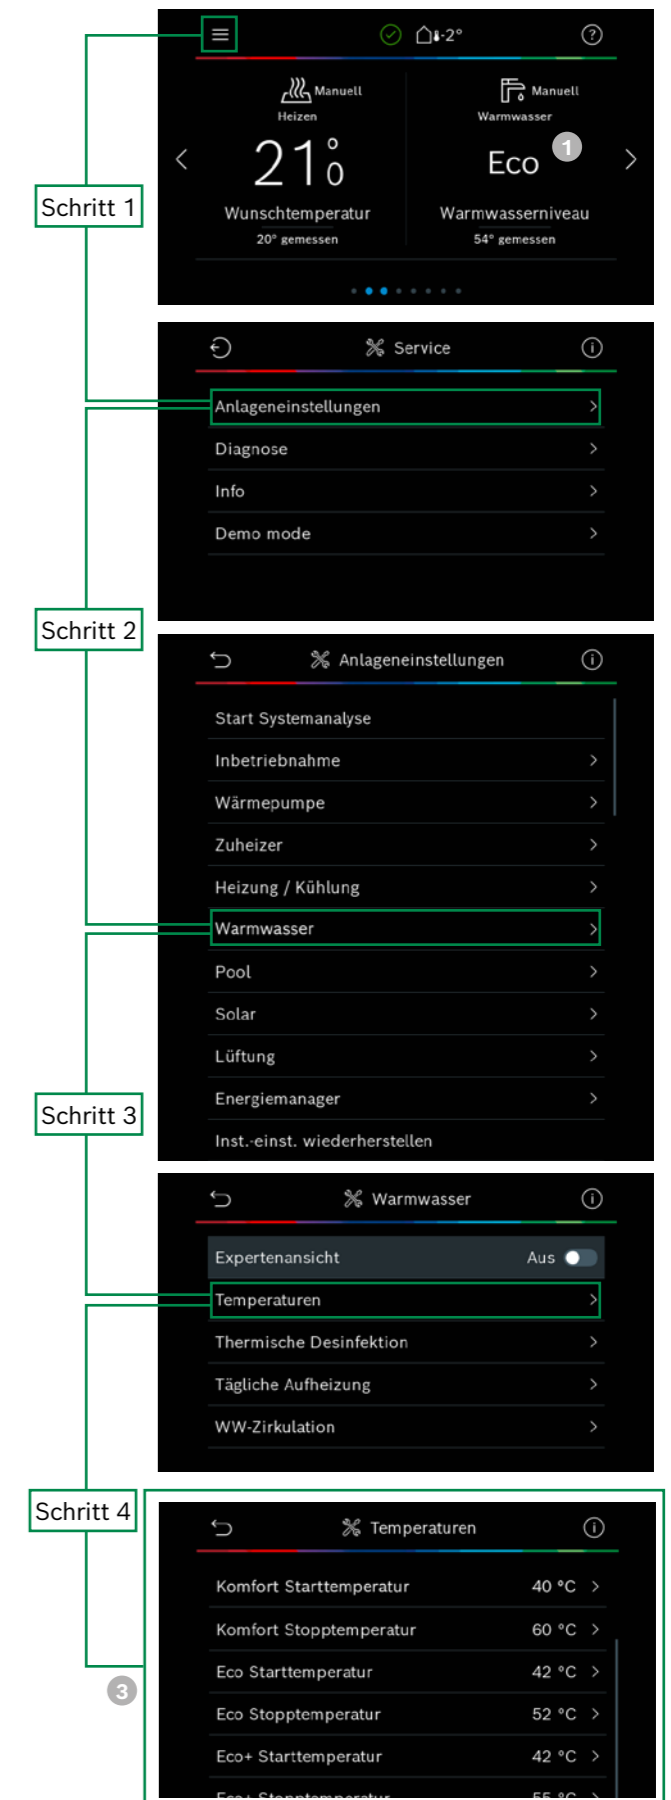 -2°
?
Manuell
Heizen
21°0
Wunschtemperatur
20° gemessen
Manuell
Warmwasser
Eco
1
Warmwasserniveau
54° gemessen
Schritt 1
Service
i
Anlageneinstellungen
Diagnose
Info
Demo mode
Schritt 2
Anlageneinstellungen
i
Start Systemanalyse
Inbetriebnahme
Wärmepumpe
Zuheizer
Heizung / Kühlung
Warmwasser
Pool
Solar
Lüftung
Energiemanager
Inst.-einst. wiederherstellen
Schritt 3
Warmwasser
i
Expertenansicht Aus
Temperaturen
Thermische Desinfektion
Tägliche Aufheizung
WW-Zirkulation
Schritt 4
3
Temperaturen
i
Komfort Starttemperatur 40 °C
Komfort Stopptemperatur 60 °C
Eco Starttemperatur 42 °C
Eco Stopptemperatur 52 °C
Eco+ Starttemperatur 42 °C
Eco+ Stopptemperatur 55 °C